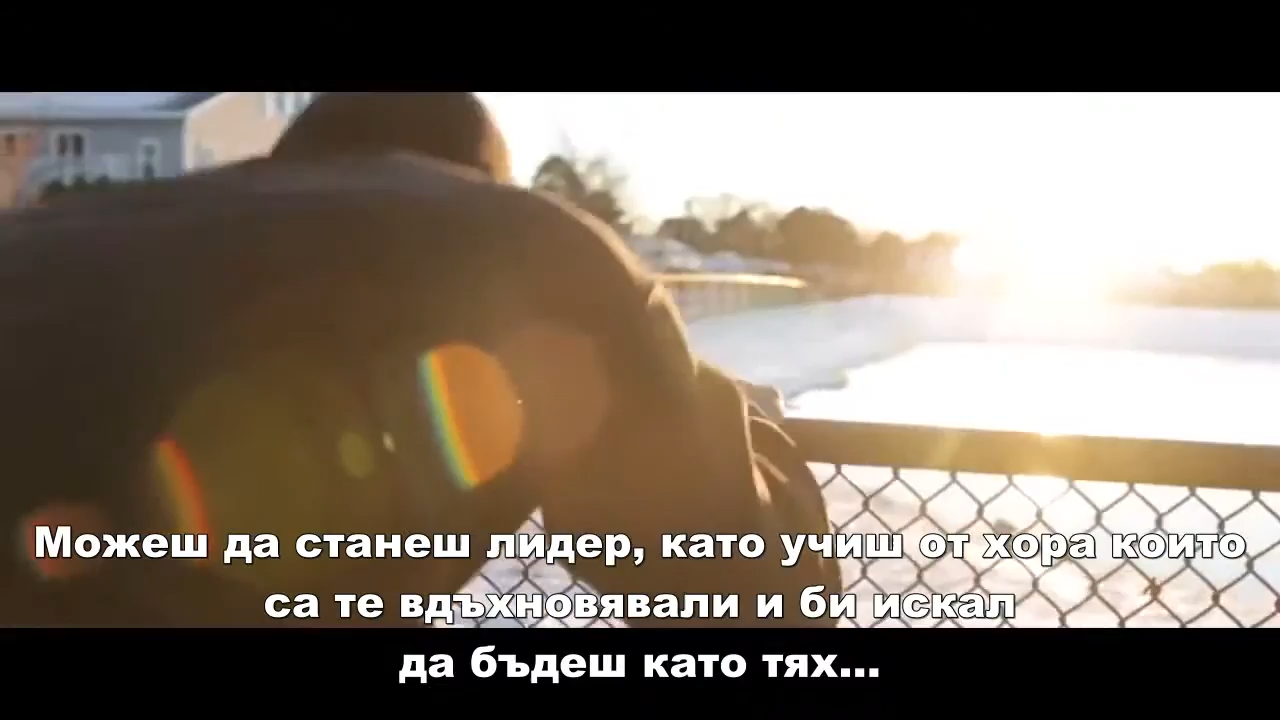 Можеш да станеш лидер, като учиш от хора които
са те вдъхновявали и би искал
да бъдеш като тях...